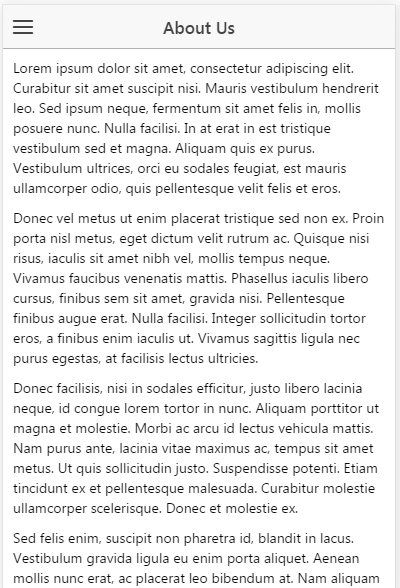 About Us
Lorem ipsum dolor sit amet, consectetur adipiscing elit.
Curabitur sit amet suscipit nisi. Mauris vestibulum hendrerit
leo. Sed ipsum neque, fermentum sit amet felis in, mollis
posuere nunc. Nulla facilisi. In at erat in est tristique
vestibulum sed et magna. Aliquam quis ex purus.
Vestibulum ultrices, orci eu sodales feugiat, est mauris
ullamcorper odio, quis pellentesque velit felis et eros.
Donec vel metus ut enim placerat tristique sed non ex. Proin
porta nisl metus, eget dictum velit rutrum ac. Quisque nisi
risus, iaculis sit amet nibh vel, mollis tempus neque.
Vivamus faucibus venenatis mattis. Phasellus iaculis libero
cursus, finibus sem sit amet, gravida nisi. Pellentesque
finibus augue erat. Nulla facilisi. Integer sollicitudin tortor
eros, a finibus enim iaculis ut. Vivamus sagittis ligula nec
purus egestas, at facilisis lectus ultricies.
Donec facilisis, nisi in sodales efficitur, justo libero lacinia
neque, id congue lorem tortor in nunc. Aliquam porttitor ut
magna et molestie. Morbi ac arcu id lectus vehicula mattis.
Nam purus ante, lacinia vitae maximus ac, tempus sit amet
metus. Ut quis sollicitudin justo. Suspendisse potenti. Etiam
tincidunt ex et pellentesque malesuada. Curabitur molestie
ullamcorper scelerisque. Donec et molestie ex.
Sed felis enim, suscipit non pharetra id, blandit in lacus.
Vestibulum gravida ligula eu enim porta aliquet. Aenean
mollis nunc erat, ac placerat leo bibendum at. Nam aliquam